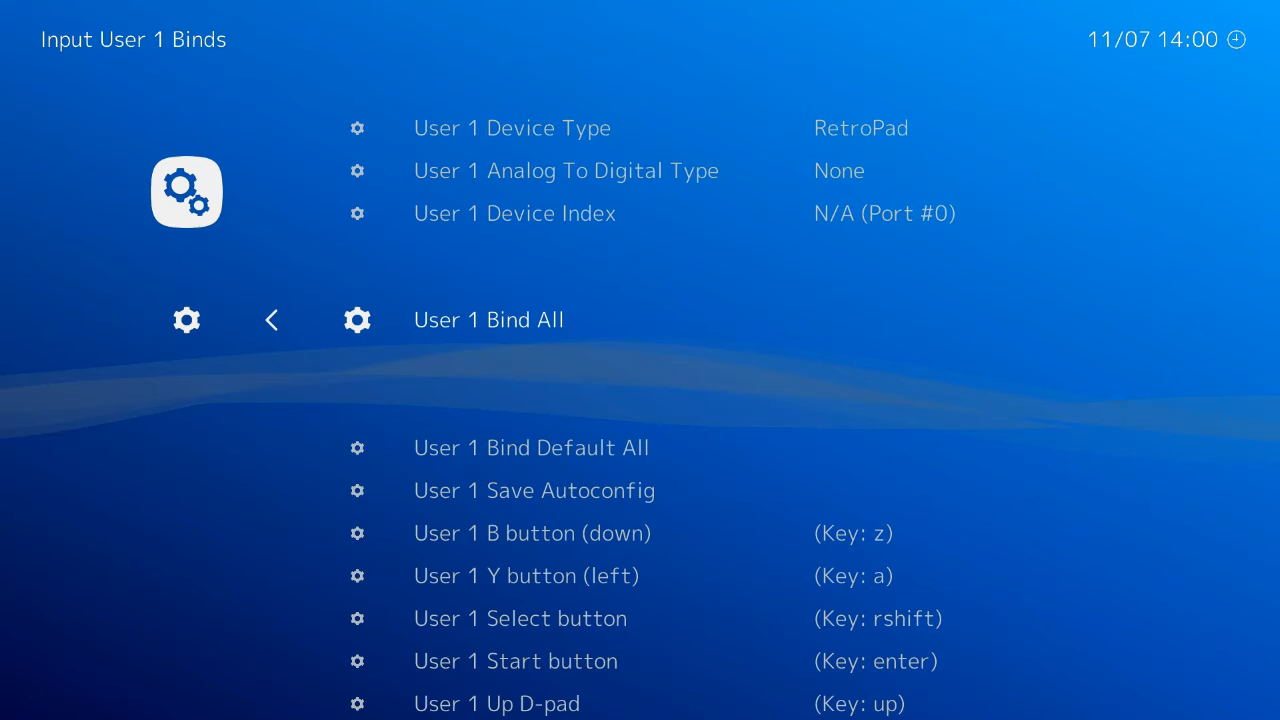 Input User 1 Binds 11/07 14:00
User 1 Device Type RetroPad
User 1 Analog To Digital Type None
User 1 Device Index N/A (Port #0)
User 1 Bind All
User 1 Bind Default All
User 1 Save Autoconfig
User 1 B button (down) (Key: z)
User 1 Y button (left) (Key: a)
User 1 Select button (Key: rshift)
User 1 Start button (Key: enter)
User 1 Up D-pad (Key: up)